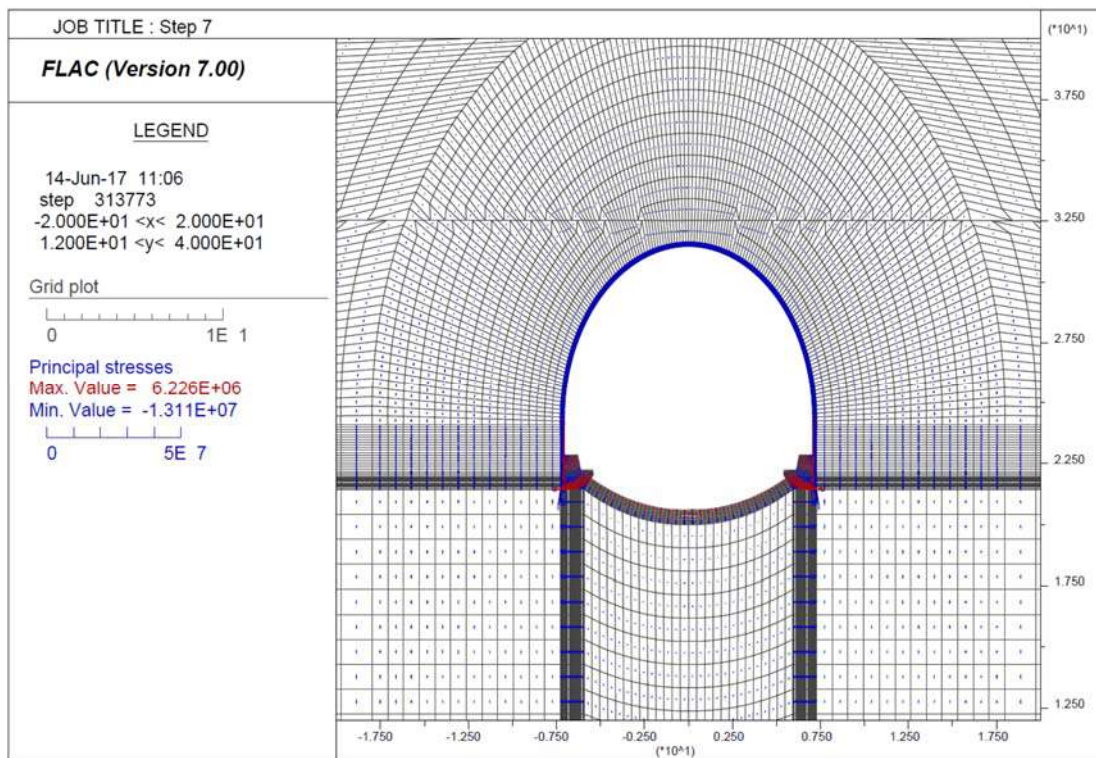 JOB TITLE : Step 7
(*10^1)
FLAC (Version 7.00)
LEGEND
14-Jun-17 11:06
step 313773
-2.000E+01 <x< 2.000E+01
1.200E+01 <y< 4.000E+01
Grid plot
0 1E 1
Principal stresses
Max. Value = 6.226E+06
Min. Value = -1.311E+07
0 5E 7
3.750
3.250
2.750
2.250
1.750
1.250
-1.750 -1.250 -0.750 -0.250 0.250 0.750 1.250 1.750
(*10^1)